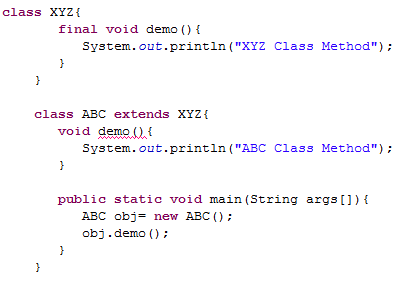 class XYZ{
final void demo(){
System.out.println("XYZ Class Method");
}
}
class ABC extends XYZ{
void demo(){
System.out.println("ABC Class Method");
}
public static void main(String args[]){
ABC obj= new ABC();
obj.demo();
}
}